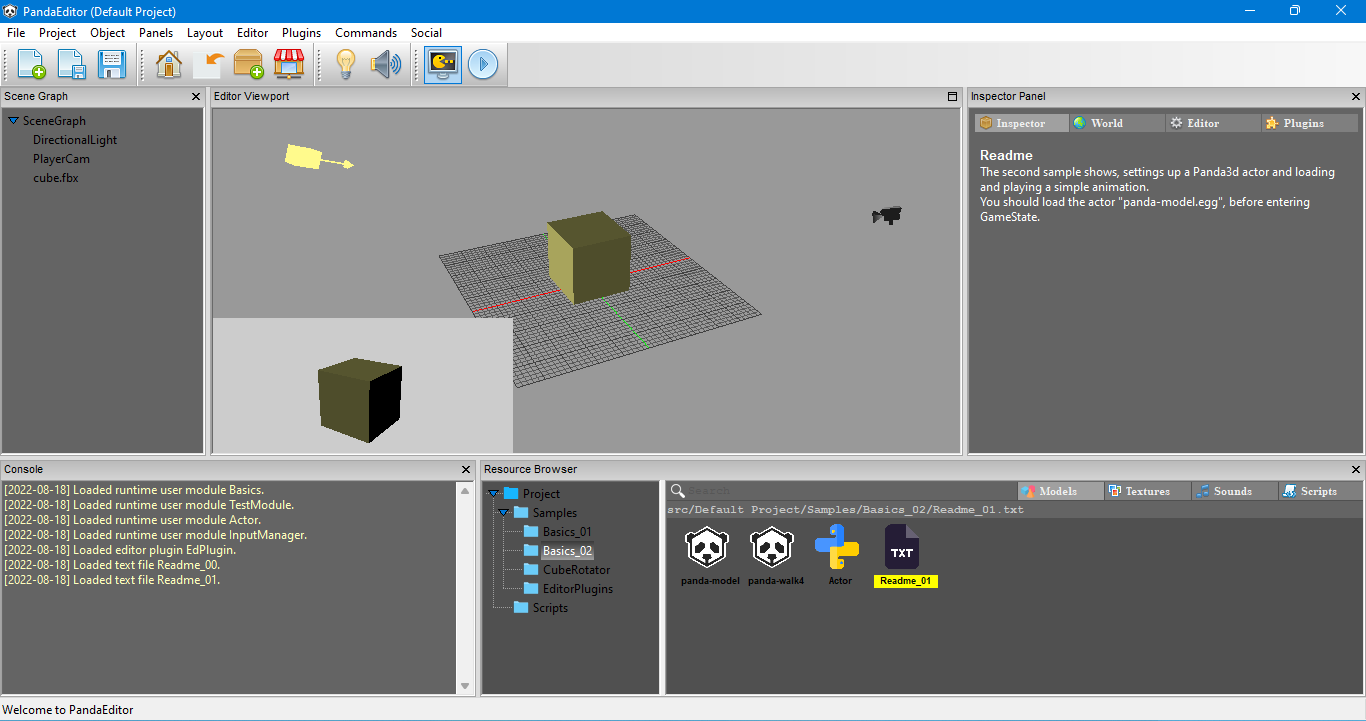 PandaEditor (Default Project)
File Project Object Panels Layout Editor Plugins Commands Social
Scene Graph
SceneGraph
DirectionalLight
PlayerCam
cube.fbx
Editor Viewport
Inspector Panel
Inspector World Editor Plugins
Readme
The second sample shows, settings up a Panda3d actor and loading
and playing a simple animation.
You should load the actor "panda-model.egg", before entering
GameState.
Console
[2022-08-18] Loaded runtime user module Basics.
[2022-08-18] Loaded runtime user module TestModule.
[2022-08-18] Loaded runtime user module Actor.
[2022-08-18] Loaded runtime user module InputManager.
[2022-08-18] Loaded editor plugin EdPlugin.
[2022-08-18] Loaded text file Readme_00.
[2022-08-18] Loaded text file Readme_01.
Resource Browser
Project
Samples
Basics_01
Basics_02
CubeRotator
EditorPlugins
Scripts
Search
Models Textures Sounds Scripts
src/Default Project/Samples/Basics_02/Readme_01.txt
TXT
panda-model panda-walk4 Actor Readme_01
Welcome to PandaEditor